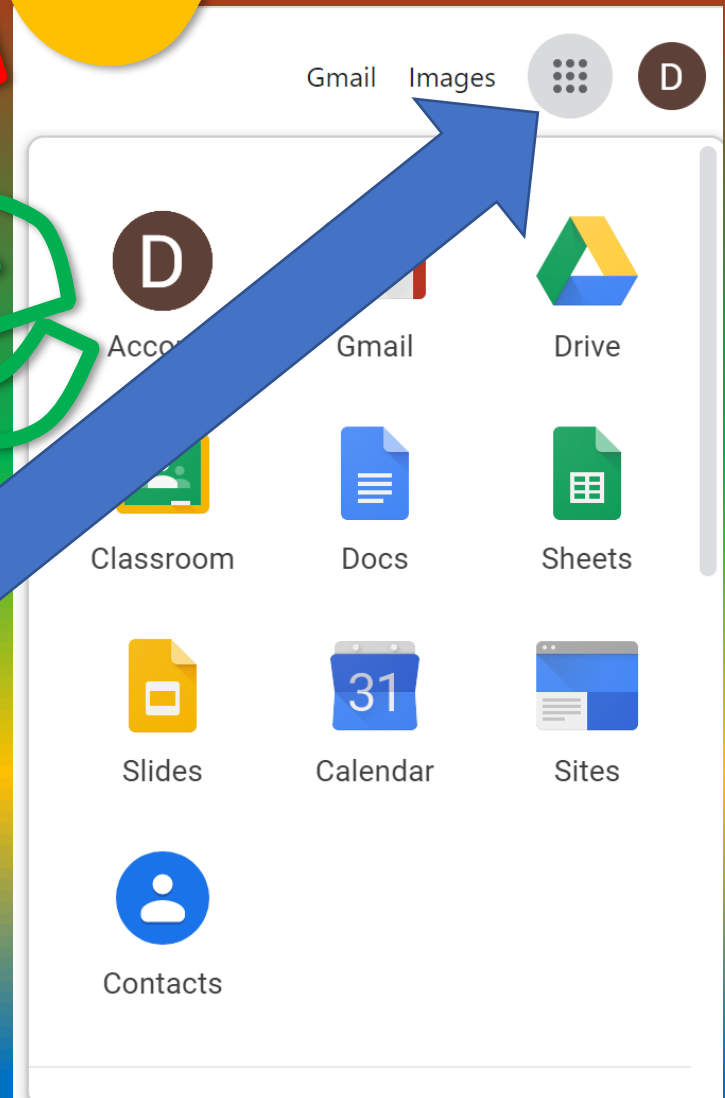 Gmail Images D
D
Gmail Drive
Classroom Docs Sheets
31
Slides Calendar Sites
Contacts